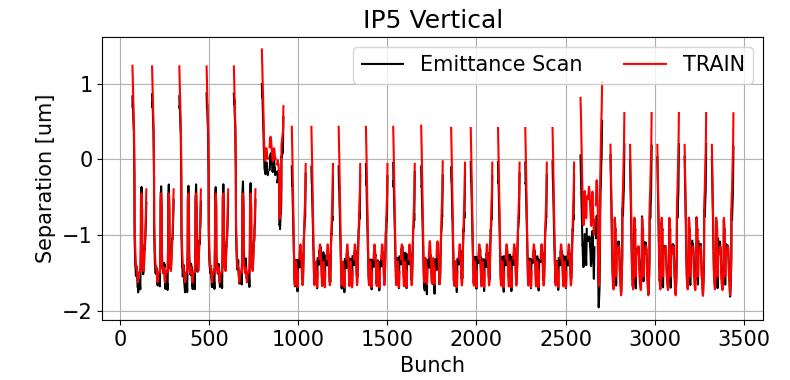 IP5 Vertical
Emittance Scan
TRAIN
Separation [um]
1
0
−1
−2
0 500 1000 1500 2000 2500 3000 3500
Bunch